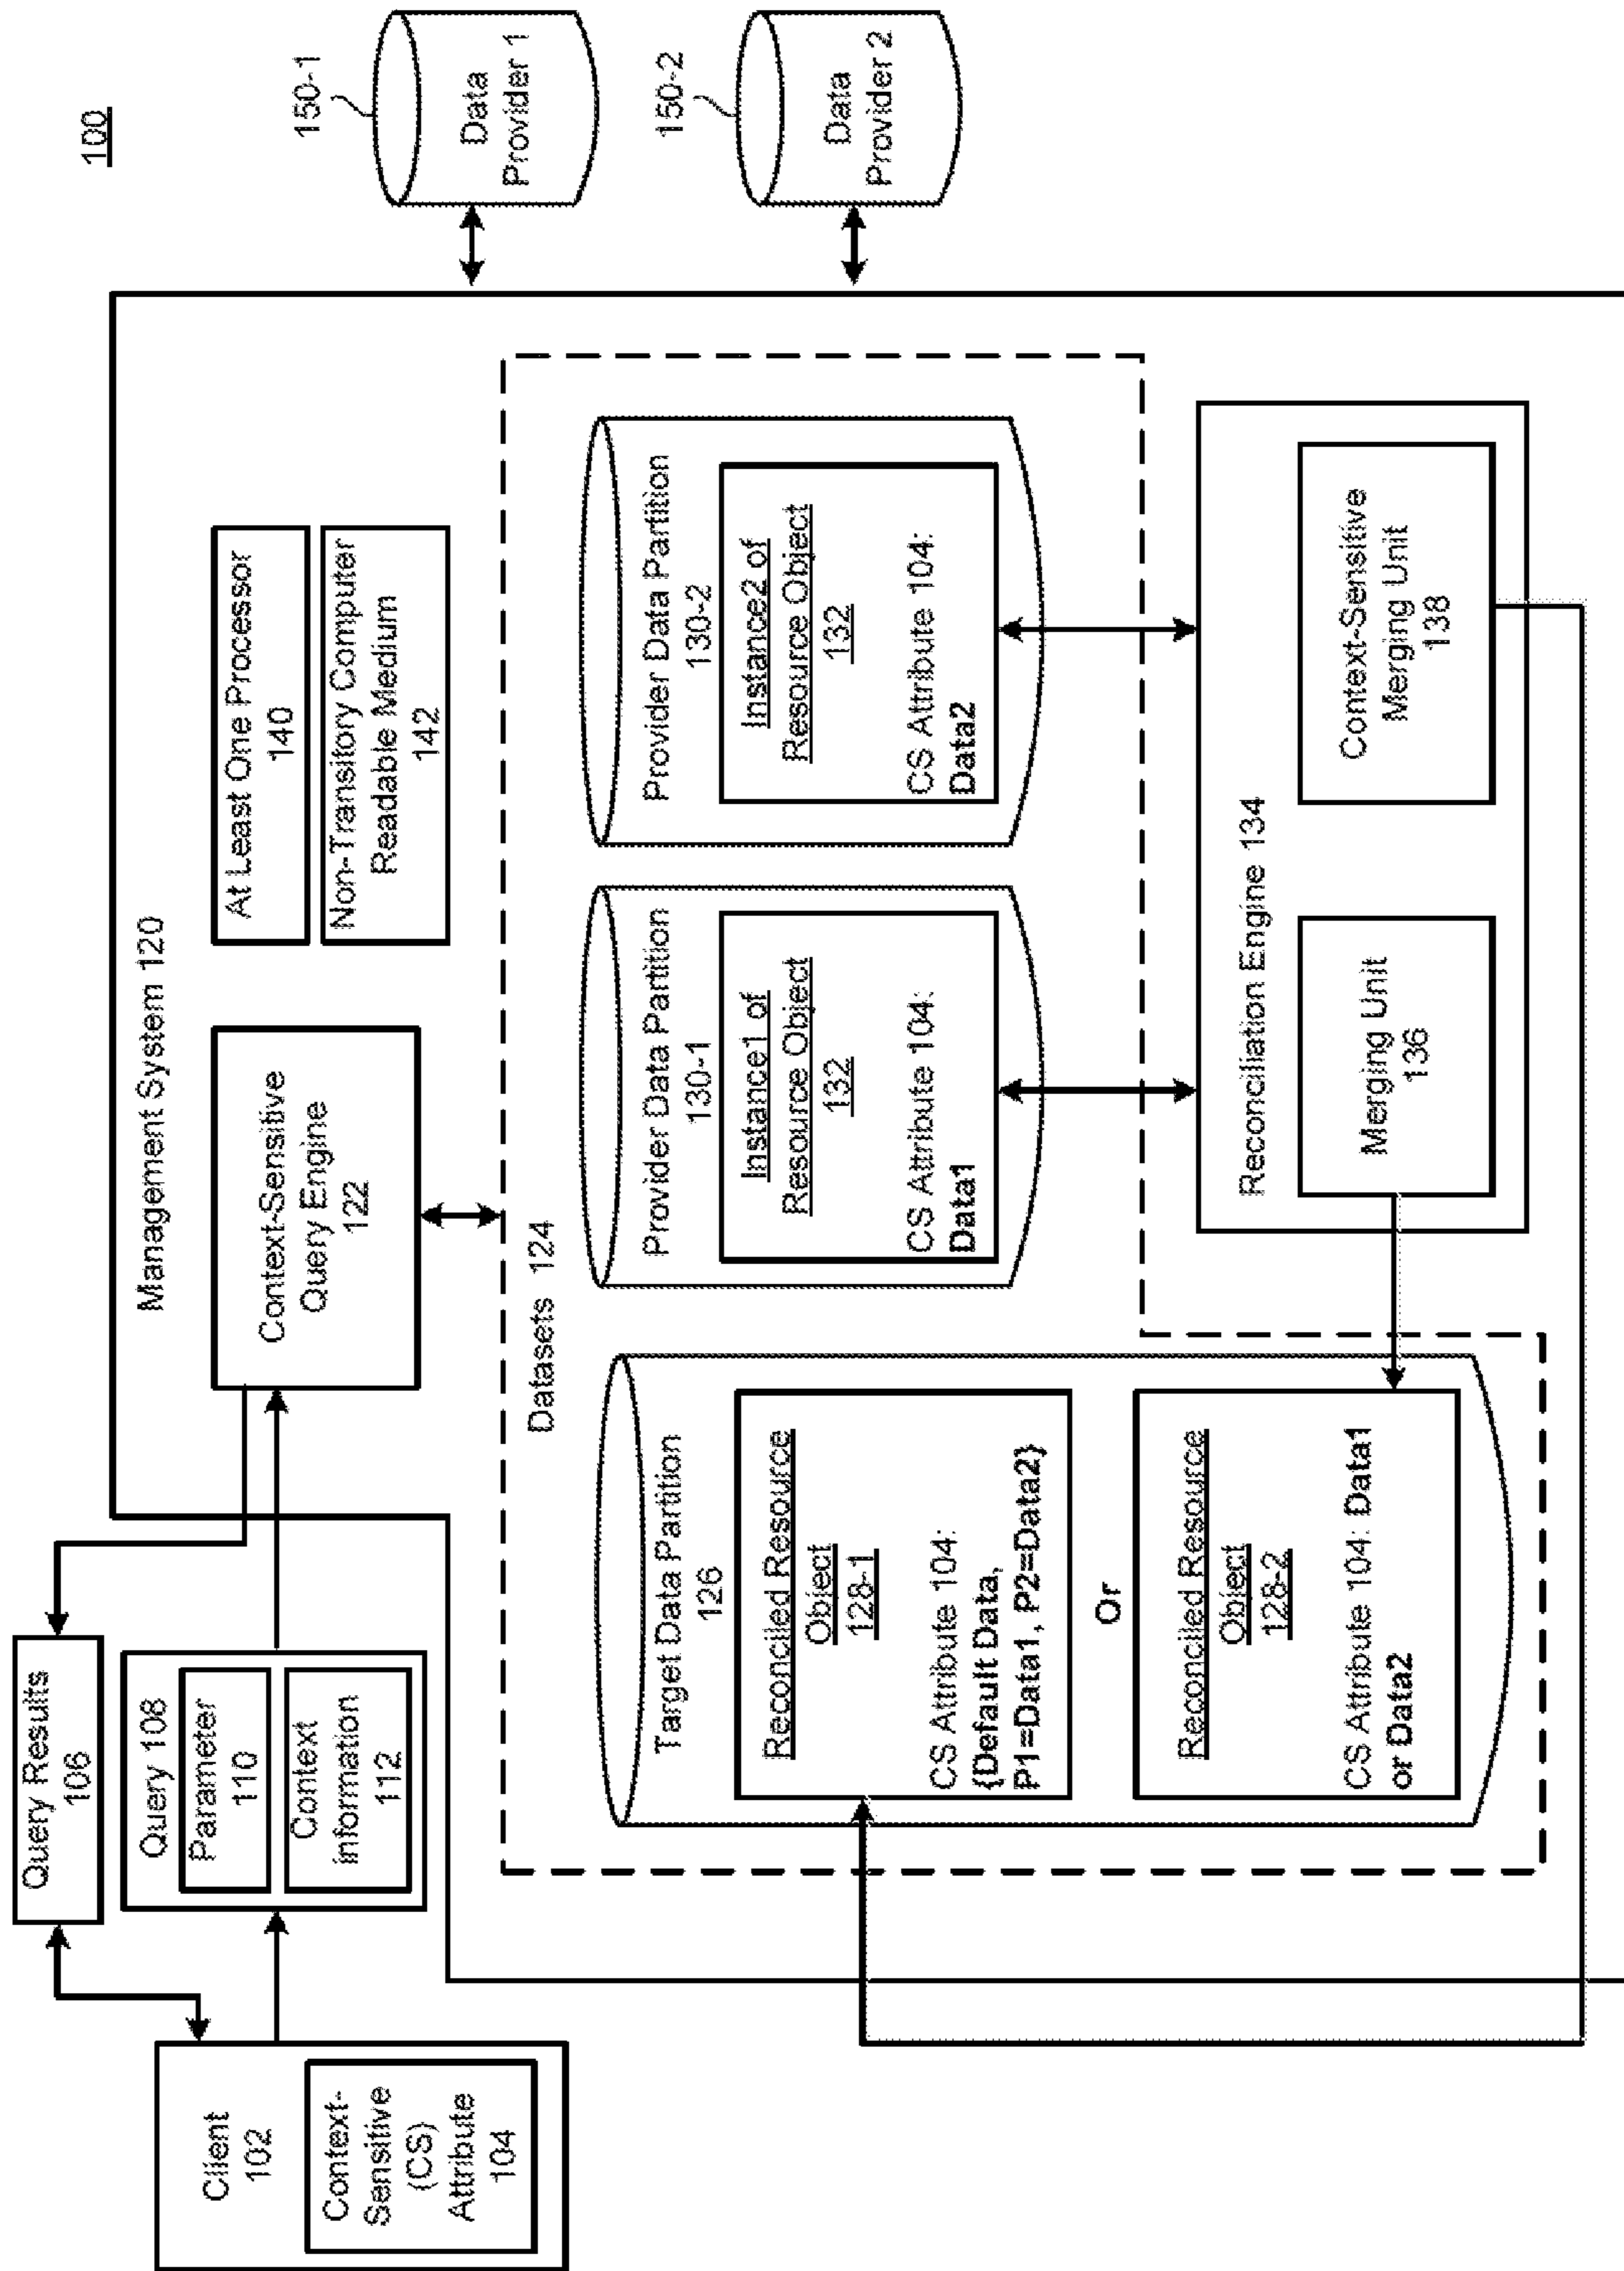 100
Query Results
106
Query 108
Parameter
110
Context
information
112
Client
102
Context-
Sensitive
(CS)
Attribute
104
Management System 120
Context-Sensitive
Query Engine
122
At Least One Processor
140
Non-Transitory Computer
Readable Medium
142
150-1
Data
Provider 1
150-2
Data
Provider 2
Datasets 124
Target Data Partition
126
Reconciled Resource
Object
128-1
CS Attribute 104:
{Default Data,
P1=Data1, P2=Data2}
Or
Reconciled Resource
Object
128-2
CS Attribute 104: Data1
or Data2
Provider Data Partition
130-1
Instance1 of
Resource Object
132
CS Attribute 104:
Data1
Provider Data Partition
130-2
Instance2 of
Resource Object
132
CS Attribute 104:
Data2
Reconciliation Engine 134
Merging Unit
136
Context-Sensitive
Merging Unit
138